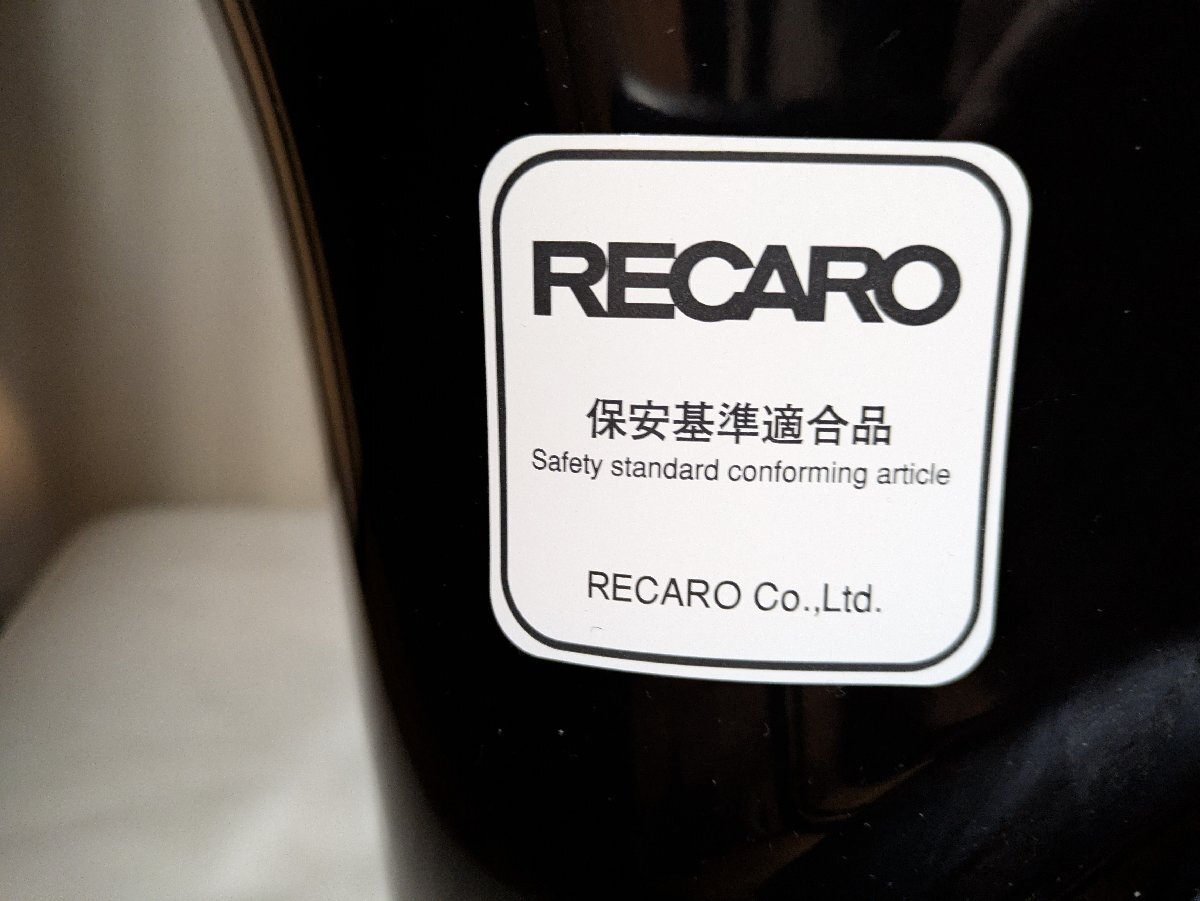 RECARO
保安基準適合品
Safety standard conforming article
RECARO Co.,Ltd.